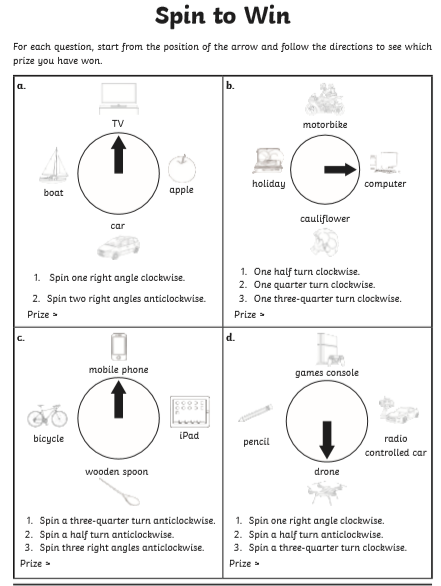 Spin to Win
For each question, start from the position of the arrow and follow the directions to see which
prize you have won.
a.
TV
boat
apple
car
1. Spin one right angle clockwise.
2. Spin two right angles anticlockwise.
Prize >
b.
motorbike
holiday
computer
cauliflower
1. One half turn clockwise.
2. One quarter turn clockwise.
3. One three-quarter turn clockwise.
Prize >
c.
mobile phone
bicycle
iPad
wooden spoon
1. Spin a three-quarter turn anticlockwise.
2. Spin a half turn anticlockwise.
3. Spin three right angles anticlockwise.
Prize >
d.
games console
pencil
radio
controlled car
drone
1. Spin one right angle clockwise.
2. Spin a half turn anticlockwise.
3. Spin a three-quarter turn clockwise.
Prize >